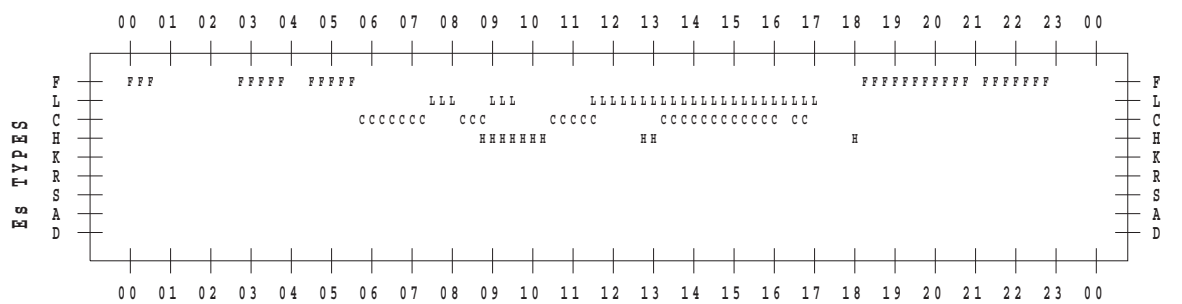 00 01 02 03 04 05 06 07 08 09 10 11 12 13 14 15 16 17 18 19 20 21 22 23 00
F FFF FFFFF FFFFF FFFFFFFFFFF FFFFFFF F
L LLL LLL LLLLLLLLLLLLLLLLLLLLLLL L
C CCCCCCC CCC CCCCC CCCCCCCCCCCC CC C
H HHHHHHH HH H H
K K
R R
S S
A A
D D
Es TYPES
00 01 02 03 04 05 06 07 08 09 10 11 12 13 14 15 16 17 18 19 20 21 22 23 00